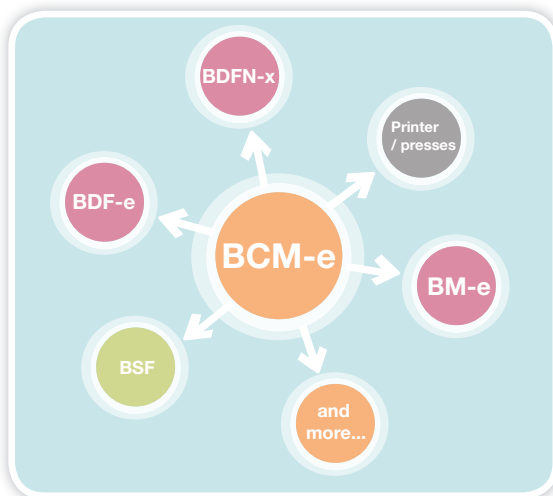 BDFN-x
Printer
/ presses
BDF-e
BCM-e
BM-e
BSF
and
more...